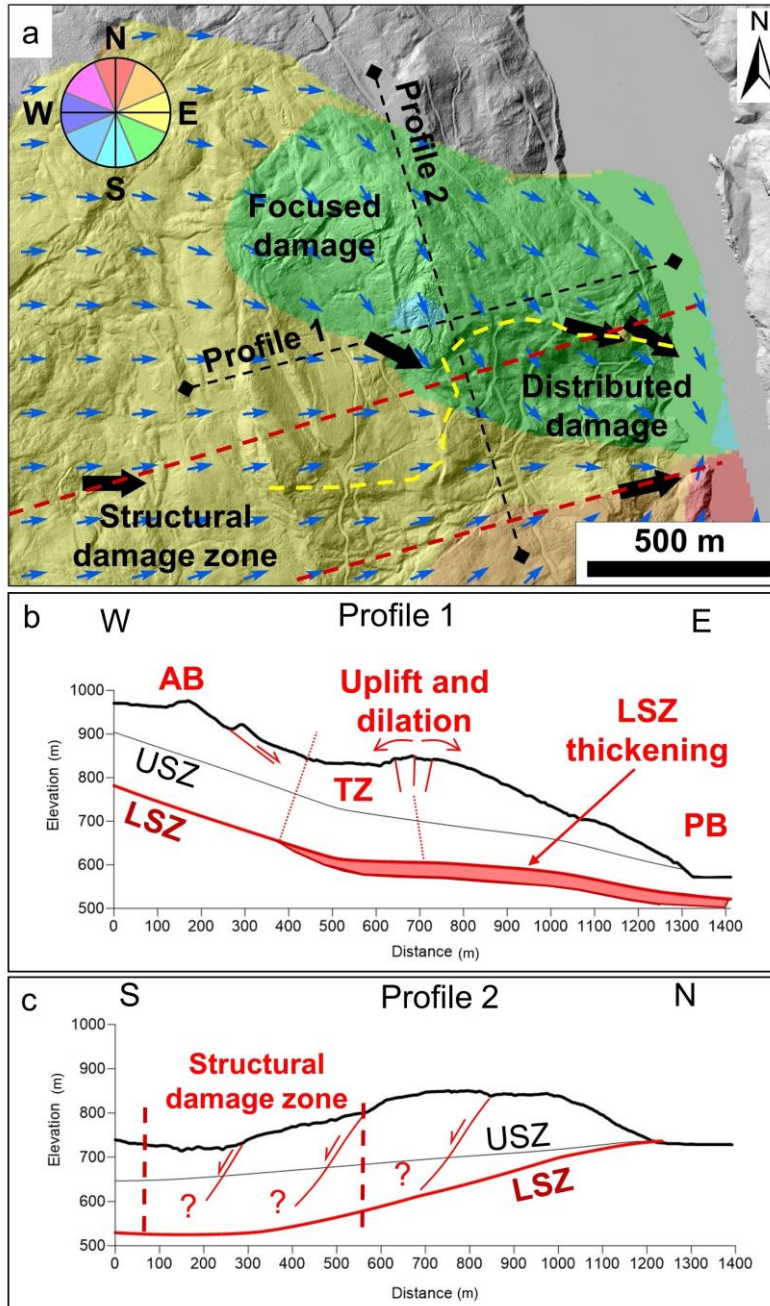 a
N
W
E
S
N
Profile 2
Focused
damage
Profile 1
Distributed
damage
Structural
damage zone
500 m
b
W
Profile 1
E
AB
Uplift and
dilation
LSZ
thickening
USZ
TZ
LSZ
PB
Elevation (m)
1000
900
800
700
600
500
0 100 200 300 400 500 600 700 800 900 1000 1100 1200 1300 1400
Distance (m)
c
S
Profile 2
N
Structural
damage zone
USZ
LSZ
? ? ?
Elevation (m)
1000
900
800
700
600
500
0 100 200 300 400 500 600 700 800 900 1000 1100 1200 1300 1400
Distance (m)